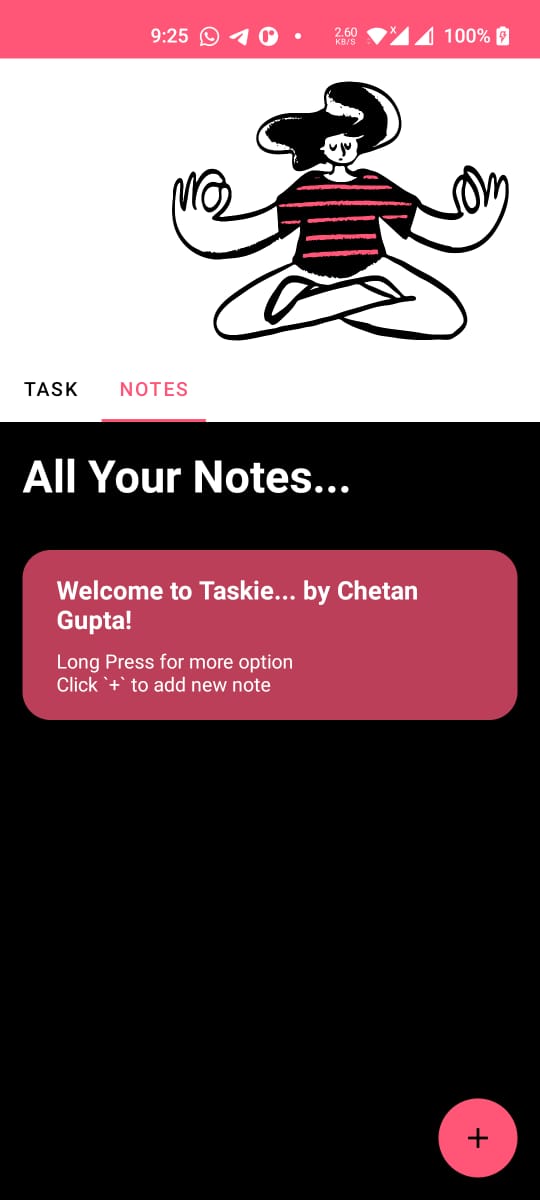 9:25
2.60
KB/S
X
100%
TASK
NOTES
All Your Notes...
Welcome to Taskie... by Chetan
Gupta!
Long Press for more option
Click `+` to add new note
+